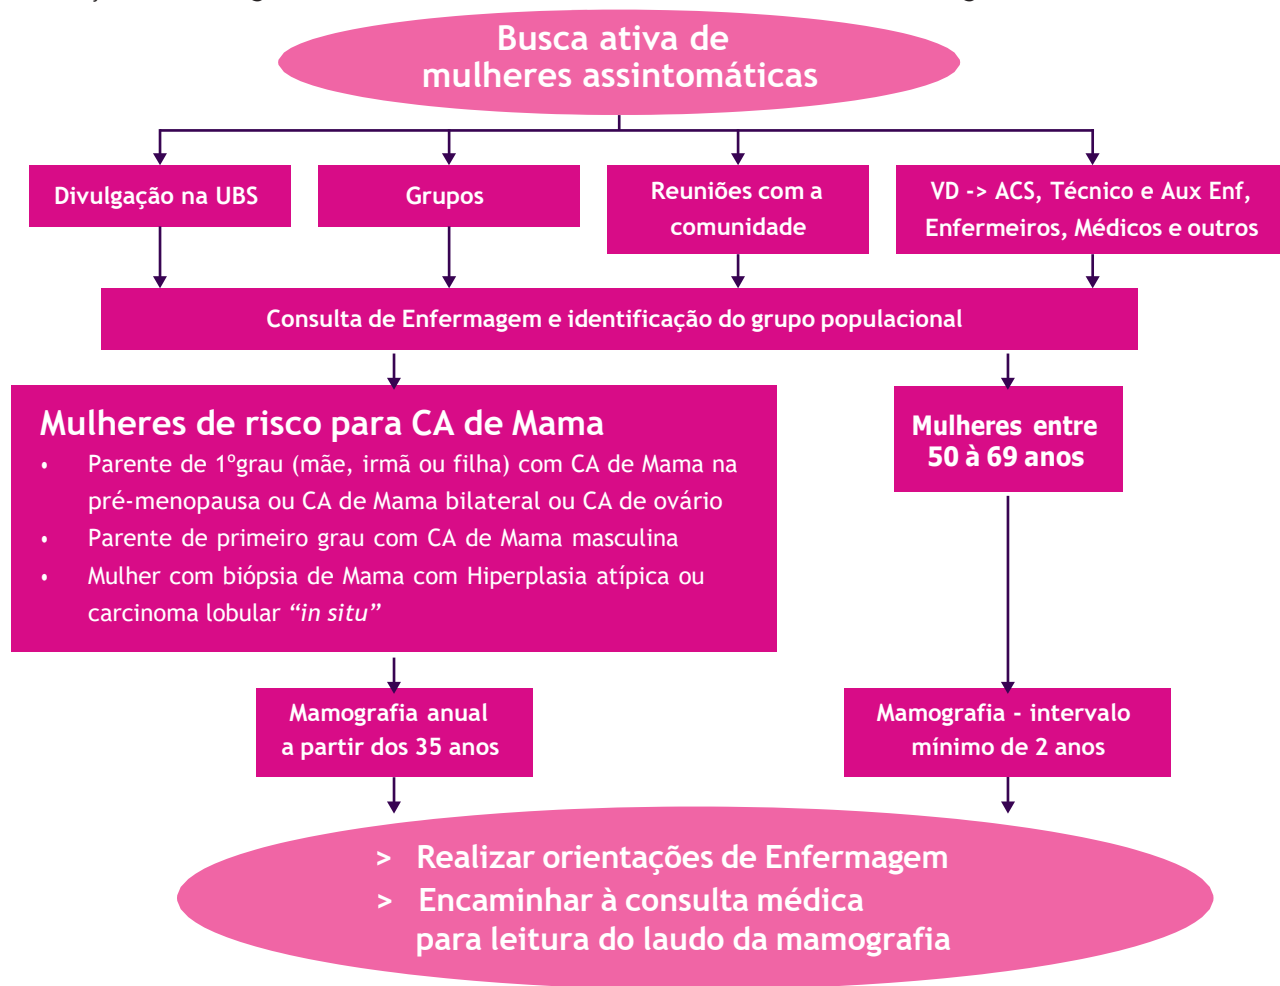 Busca ativa de
mulheres assintomáticas
Divulgação na UBS
Grupos
Reuniões com a
comunidade
VD -> ACS, Técnico e Aux Enf,
Enfermeiros, Médicos e outros
Consulta de Enfermagem e identificação do grupo populacional
Mulheres de risco para CA de Mama
• Parente de 1ºgrau (mãe, irmã ou filha) com CA de Mama na
pré-menopausa ou CA de Mama bilateral ou CA de ovário
• Parente de primeiro grau com CA de Mama masculina
• Mulher com biópsia de Mama com Hiperplasia atípica ou
carcinoma lobular “in situ”
Mulheres entre
50 à 69 anos
Mamografia anual
a partir dos 35 anos
Mamografia - intervalo
mínimo de 2 anos
> Realizar orientações de Enfermagem
> Encaminhar à consulta médica
para leitura do laudo da mamografia